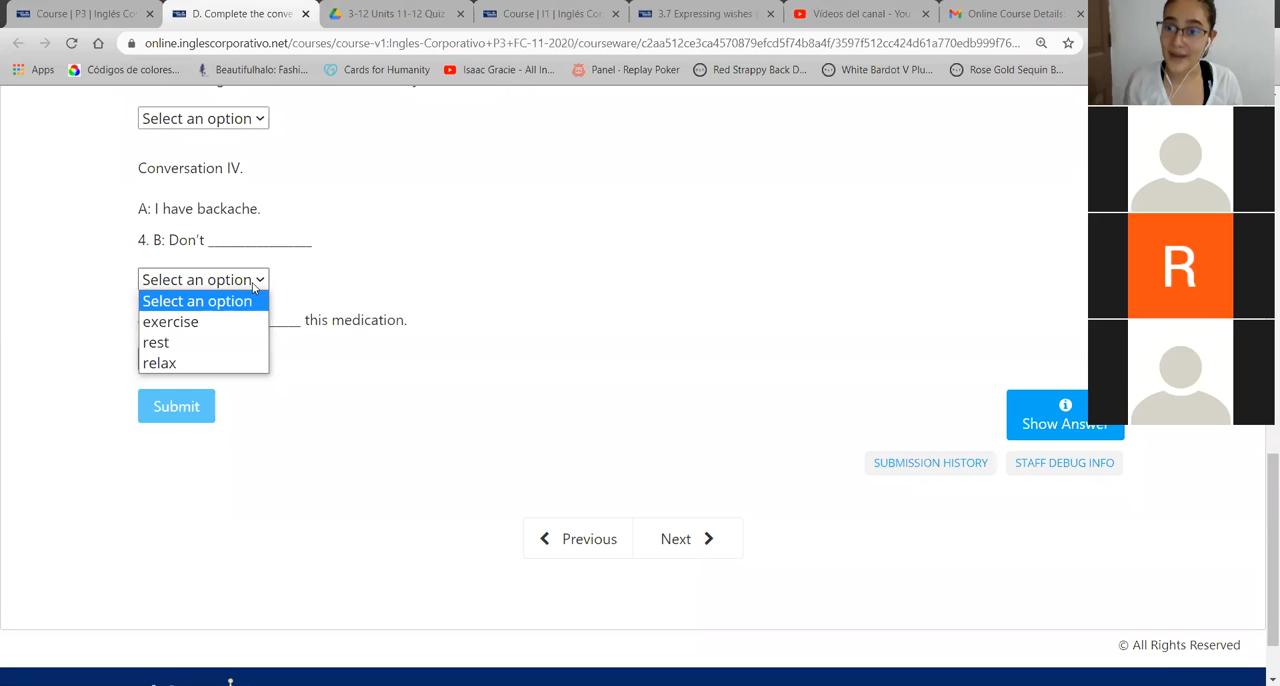 Course | P3 | Inglés Co
D. Complete the conve
3-12 Units 11-12 Quiz
Course | I1 | Inglés Co
3.7 Expressing wishes
Vídeos del canal - You
Online Course Details:
online.inglescorporativo.net/courses/course-v1:Ingles-Corporativo+P3+FC-11-2020/courseware/c2aa512ce3ca4570879efcd5f74b8a4f/3597f512cc424d61a770edb999f76...
Apps
Códigos de colores...
Beautifulhalo: Fashi...
Cards for Humanity
Isaac Gracie - All In...
Panel - Replay Poker
Red Strappy Back D...
White Bardot V Plu...
Rose Gold Sequin B...
Select an option
Conversation IV.
A: I have backache.
4. B: Don't ________________
Select an option
Select an option
exercise
_____ this medication.
rest
relax
Submit
Show Answer
SUBMISSION HISTORY
STAFF DEBUG INFO
Previous
Next
R
© All Rights Reserved